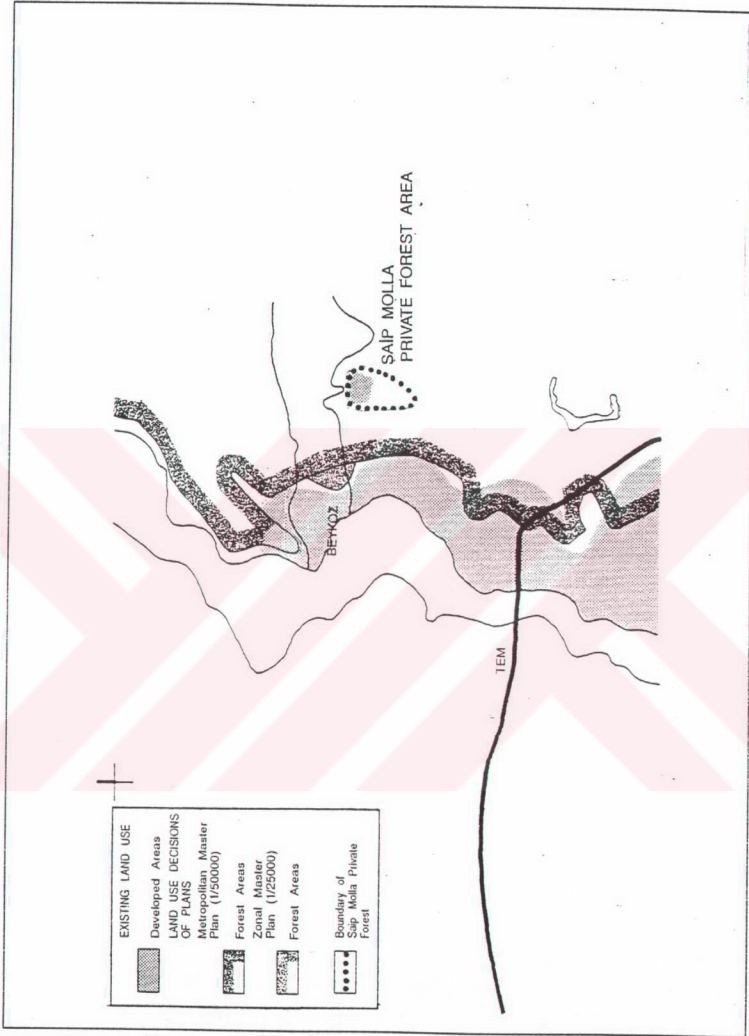 EXISTING LAND USE
Developed Areas
LAND USE DECISIONS
OF PLANS
Metropolitan Master
Plan (1/50000)
Forest Areas
Zonal Master
Plan (1/25000)
Forest Areas
Boundary of
Saip Molla Private
Forest
TEM
BEYKOZ
ŞAİP MOLLA
PRIVATE FOREST AREA